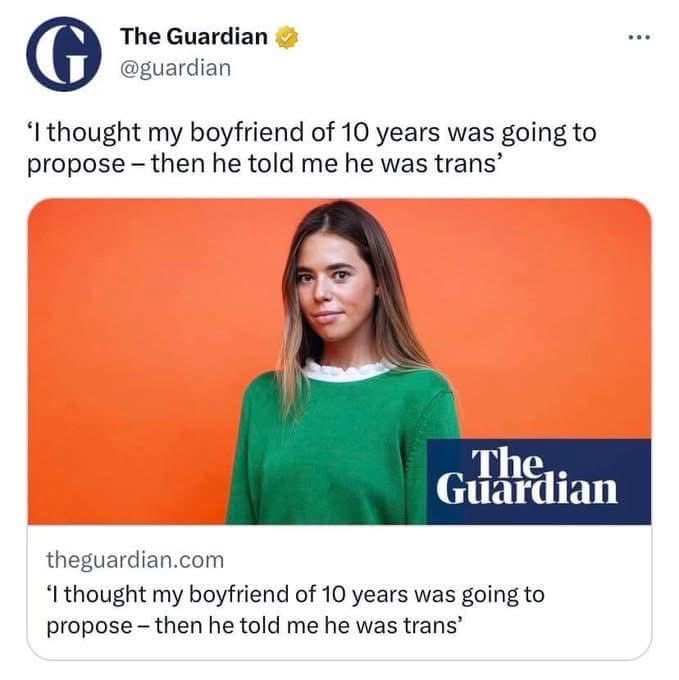 The Guardian
@guardian
‘I thought my boyfriend of 10 years was going to
propose – then he told me he was trans’
The
Guardian
theguardian.com
‘I thought my boyfriend of 10 years was going to
propose – then he told me he was trans’